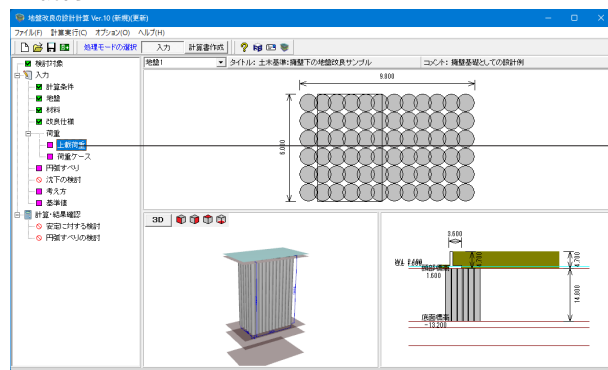 地盤改良の設計計算 Ver.10 (新規)(更新)
ファイル(F) 計算実行(C) オプション(O) ヘルプ(H)
処理モードの選択 入力 計算書作成
検討対象
入力
計算条件
地盤
材料
改良仕様
荷重
上載荷重
荷重ケース
円弧すべり
沈下の検討
考え方
基準値
計算・結果確認
安定に対する検討
円弧すべりの検討
地盤1 タイトル: 土木基準:擁壁下の地盤改良サンプル コメント: 擁壁基礎としての設計例
9.000
6.000
3D
3.600
4.700
4.700
1.600
14.800
底面標高
-13.200